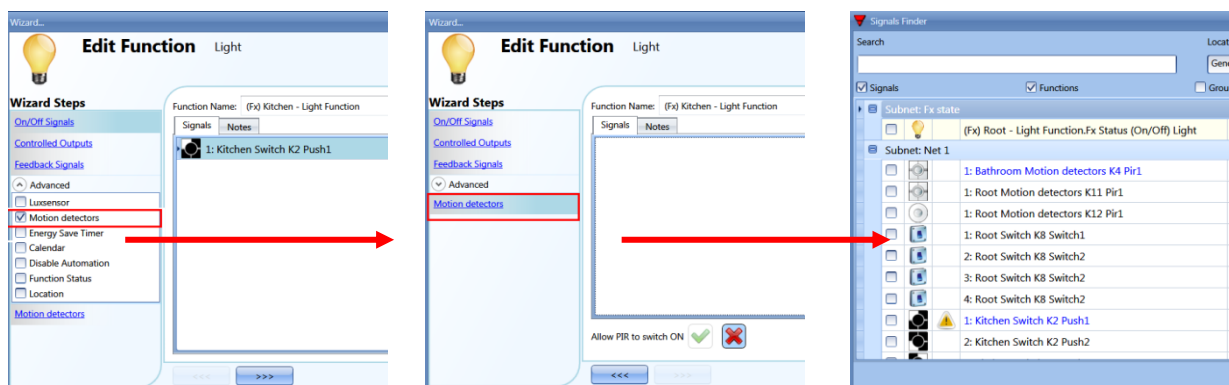 Wizard...
Edit Function Light
Wizard Steps
On/Off Signals
Controlled Outputs
Feedback Signals
Advanced
Luxsensor
Motion detectors
Energy Save Timer
Calendar
Disable Automation
Function Status
Location
Motion detectors
Function Name: (Fx) Kitchen - Light Function
Signals Notes
1: Kitchen Switch K2 Push1
<<< >>>
Wizard...
Edit Function Light
Wizard Steps
On/Off Signals
Controlled Outputs
Feedback Signals
Advanced
Motion detectors
Function Name: (Fx) Kitchen - Light Function
Signals Notes
Allow PIR to switch ON
<<< >>>
Signals Finder
Search Locat
Gene
Signals Functions Grou
Subnet: Fx state
(Fx) Root - Light Function.Fx Status (On/Off) Light
Subnet: Net 1
1: Bathroom Motion detectors K4 Pir1
1: Root Motion detectors K11 Pir1
1: Root Motion detectors K12 Pir1
1: Root Switch K8 Switch1
2: Root Switch K8 Switch2
3: Root Switch K8 Switch2
4: Root Switch K8 Switch2
1: Kitchen Switch K2 Push1
2: Kitchen Switch K2 Push2